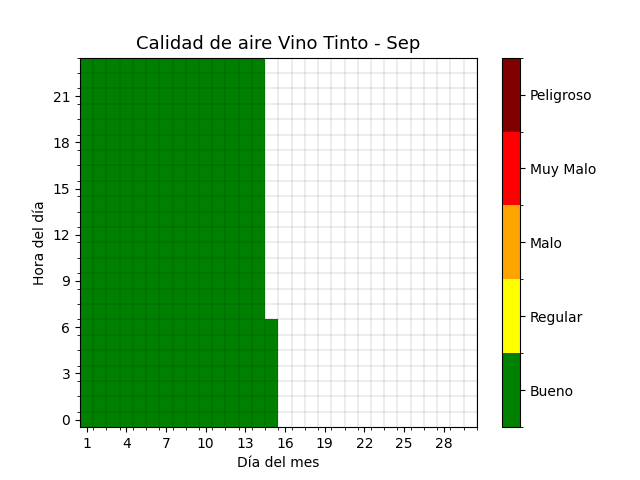 Calidad de aire Vino Tinto - Sep
21
18
15
12
9
6
3
0
Hora del día
1 4 7 10 13 16 19 22 25 28
Día del mes
Peligroso
Muy Malo
Malo
Regular
Bueno